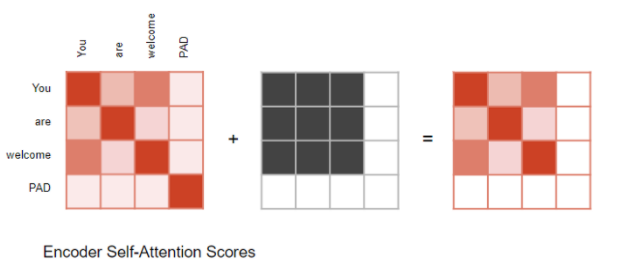 You are welcome PAD
You
are
welcome
PAD
+
=
Encoder Self-Attention Scores